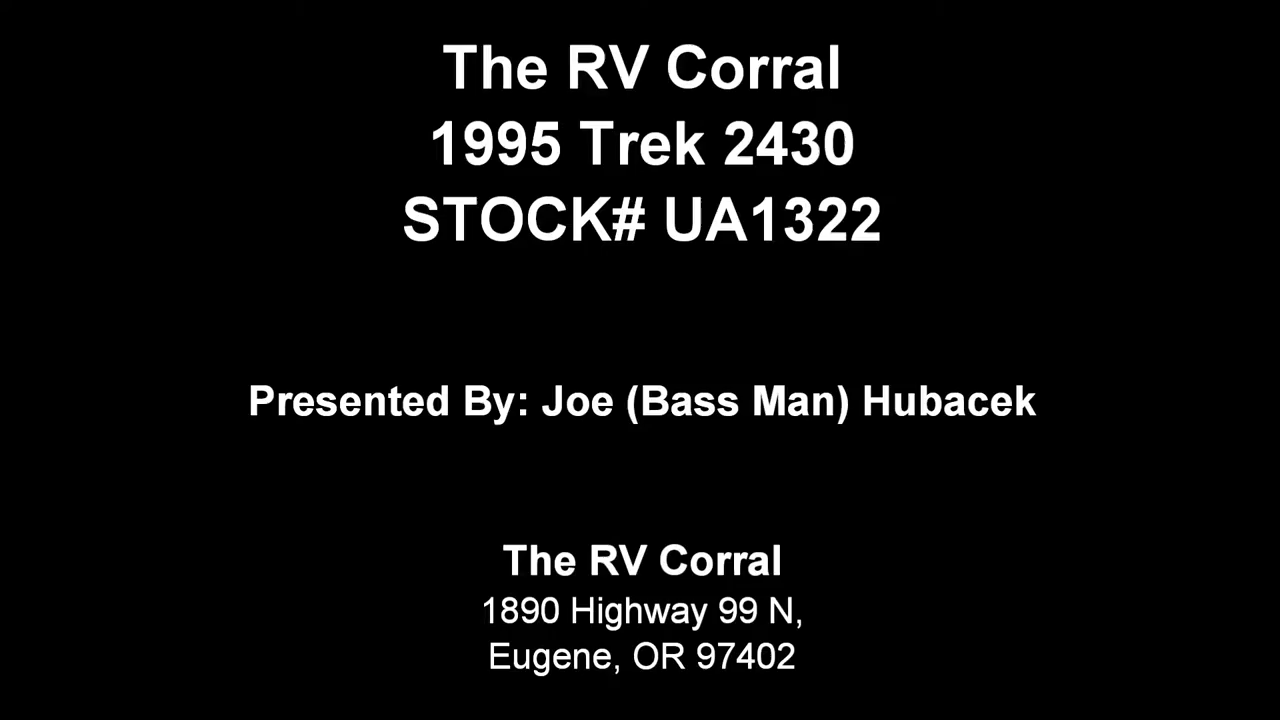 The RV Corral
1995 Trek 2430
STOCK# UA1322
Presented By: Joe (Bass Man) Hubacek
The RV Corral
1890 Highway 99 N,
Eugene, OR 97402